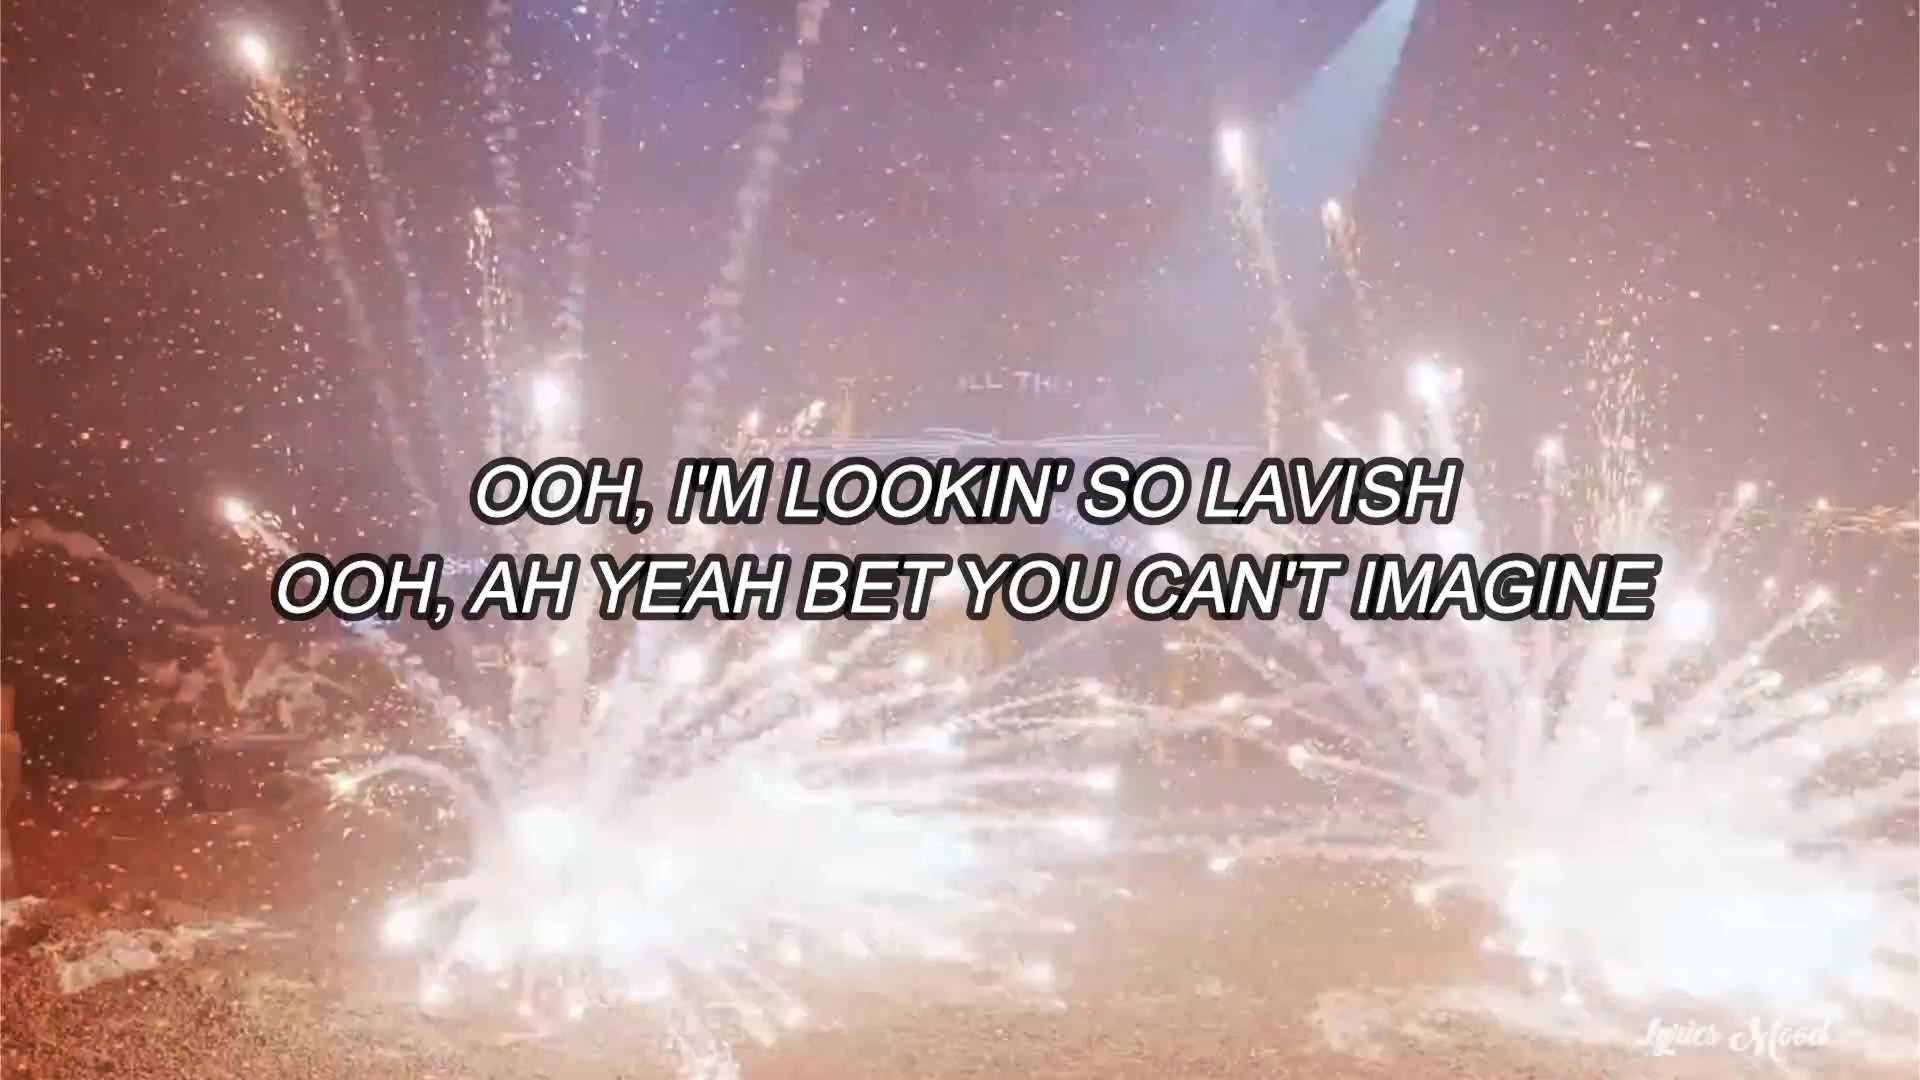 OOH, I'M LOOKIN' SO LAVISH
OOH, AH YEAH BET YOU CAN'T IMAGINE
Lyrics Mood